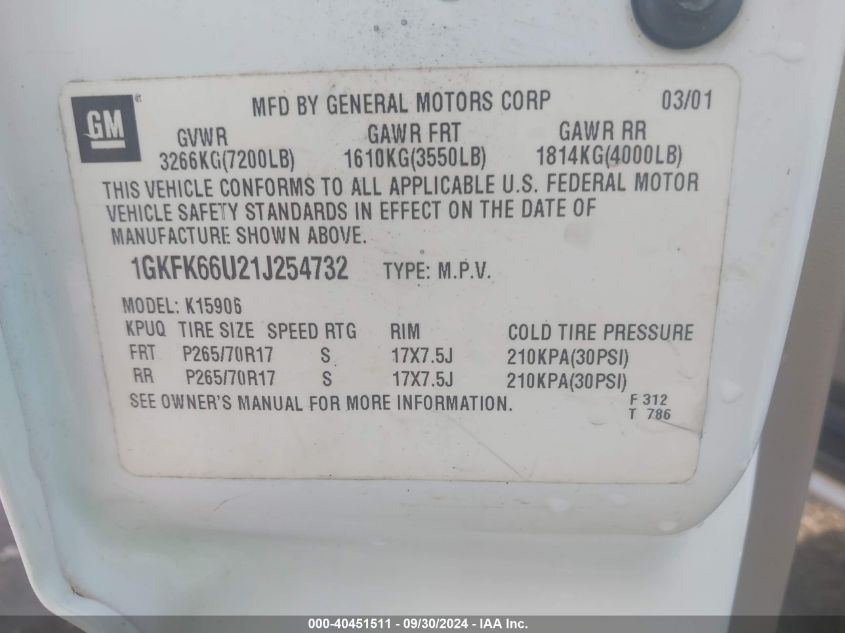 GM ®
MFD BY GENERAL MOTORS CORP 03/01
GVWR GAWR FRT GAWR RR
3266KG(7200LB) 1610KG(3550LB) 1814KG(4000LB)
THIS VEHICLE CONFORMS TO ALL APPLICABLE U.S. FEDERAL MOTOR
VEHICLE SAFETY STANDARDS IN EFFECT ON THE DATE OF
MANUFACTURE SHOWN ABOVE.
1GKFK66U21J254732 TYPE: M.P.V.
MODEL: K15906
KPUQ TIRE SIZE SPEED RTG RIM COLD TIRE PRESSURE
FRT P265/70R17 S 17X7.5J 210KPA(30PSI)
RR P265/70R17 S 17X7.5J 210KPA(30PSI)
SEE OWNER'S MANUAL FOR MORE INFORMATION. F 312
T 786
000-40451511 - 09/30/2024 - IAA Inc.